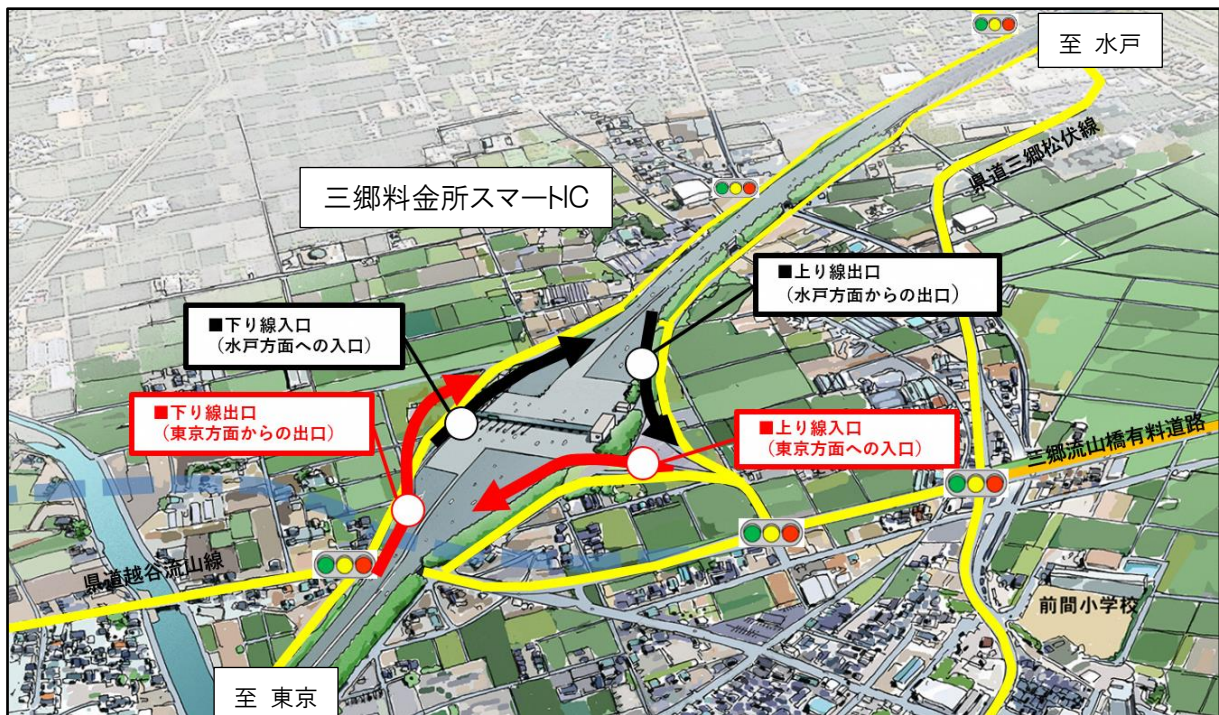 至 水戸
県道三郷松伏線
三郷料金所スマートIC
■上り線出口
(水戸方面からの出口)
■下り線入口
(水戸方面への入口)
■下り線出口
(東京方面からの出口)
■上り線入口
(東京方面への入口)
三郷流山橋有料道路
県道越谷流山線
前間小学校
至 東京